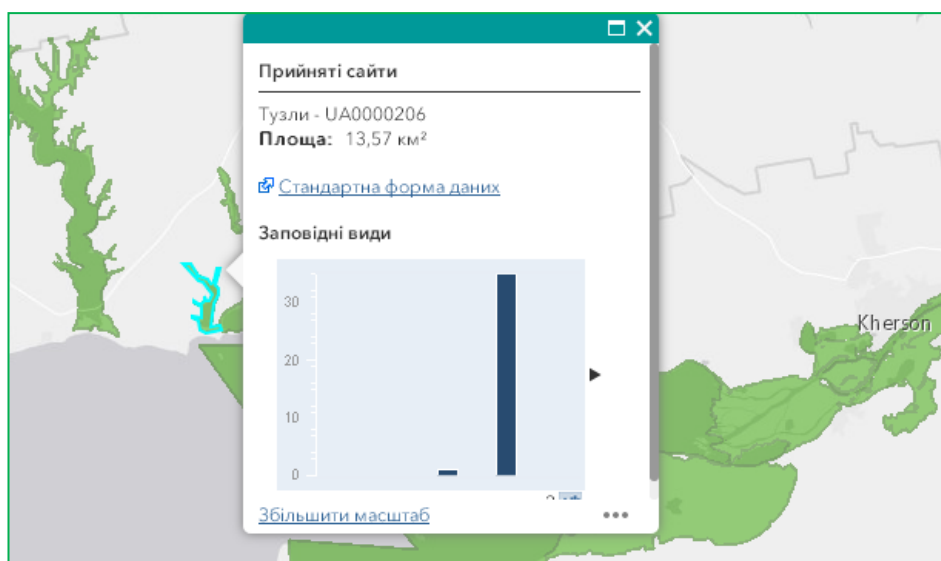 Прийняті сайти
Тузли - UA0000206
Площа: 13,57 км²
Стандартна форма даних
Заповідні види
30
20
10
0
Kherson
Збільшити масштаб